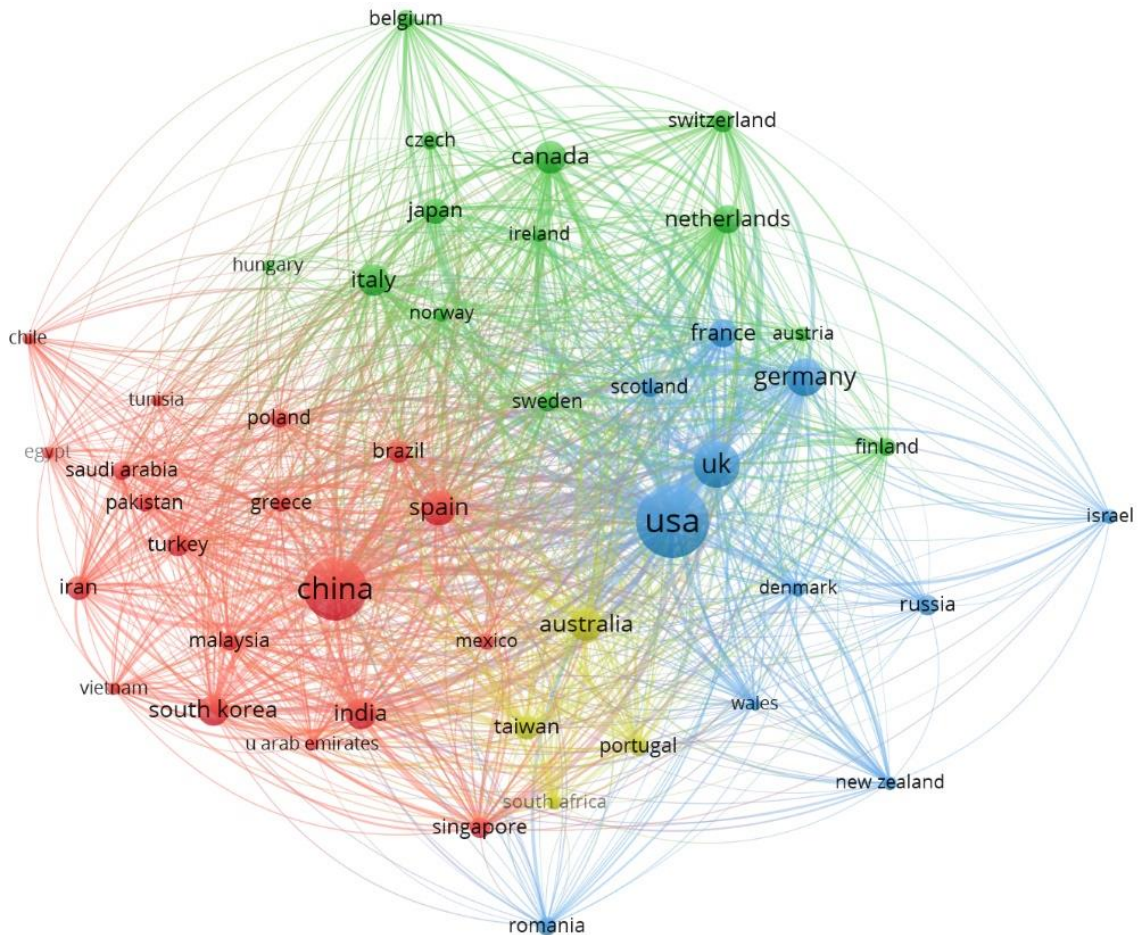 belgium
switzerland
czech
canada
japan
netherlands
ireland
hungary
italy
norway
france
austria
chile
germany
scotland
tunisia
sweden
poland
finland
brazil
egypt
uk
saudi arabia
pakistan
greece
spain
israel
usa
turkey
iran
china
denmark
russia
australia
malaysia
mexico
vietnam
wales
south korea
india
taiwan
u arab emirates
portugal
new zealand
south africa
singapore
romania